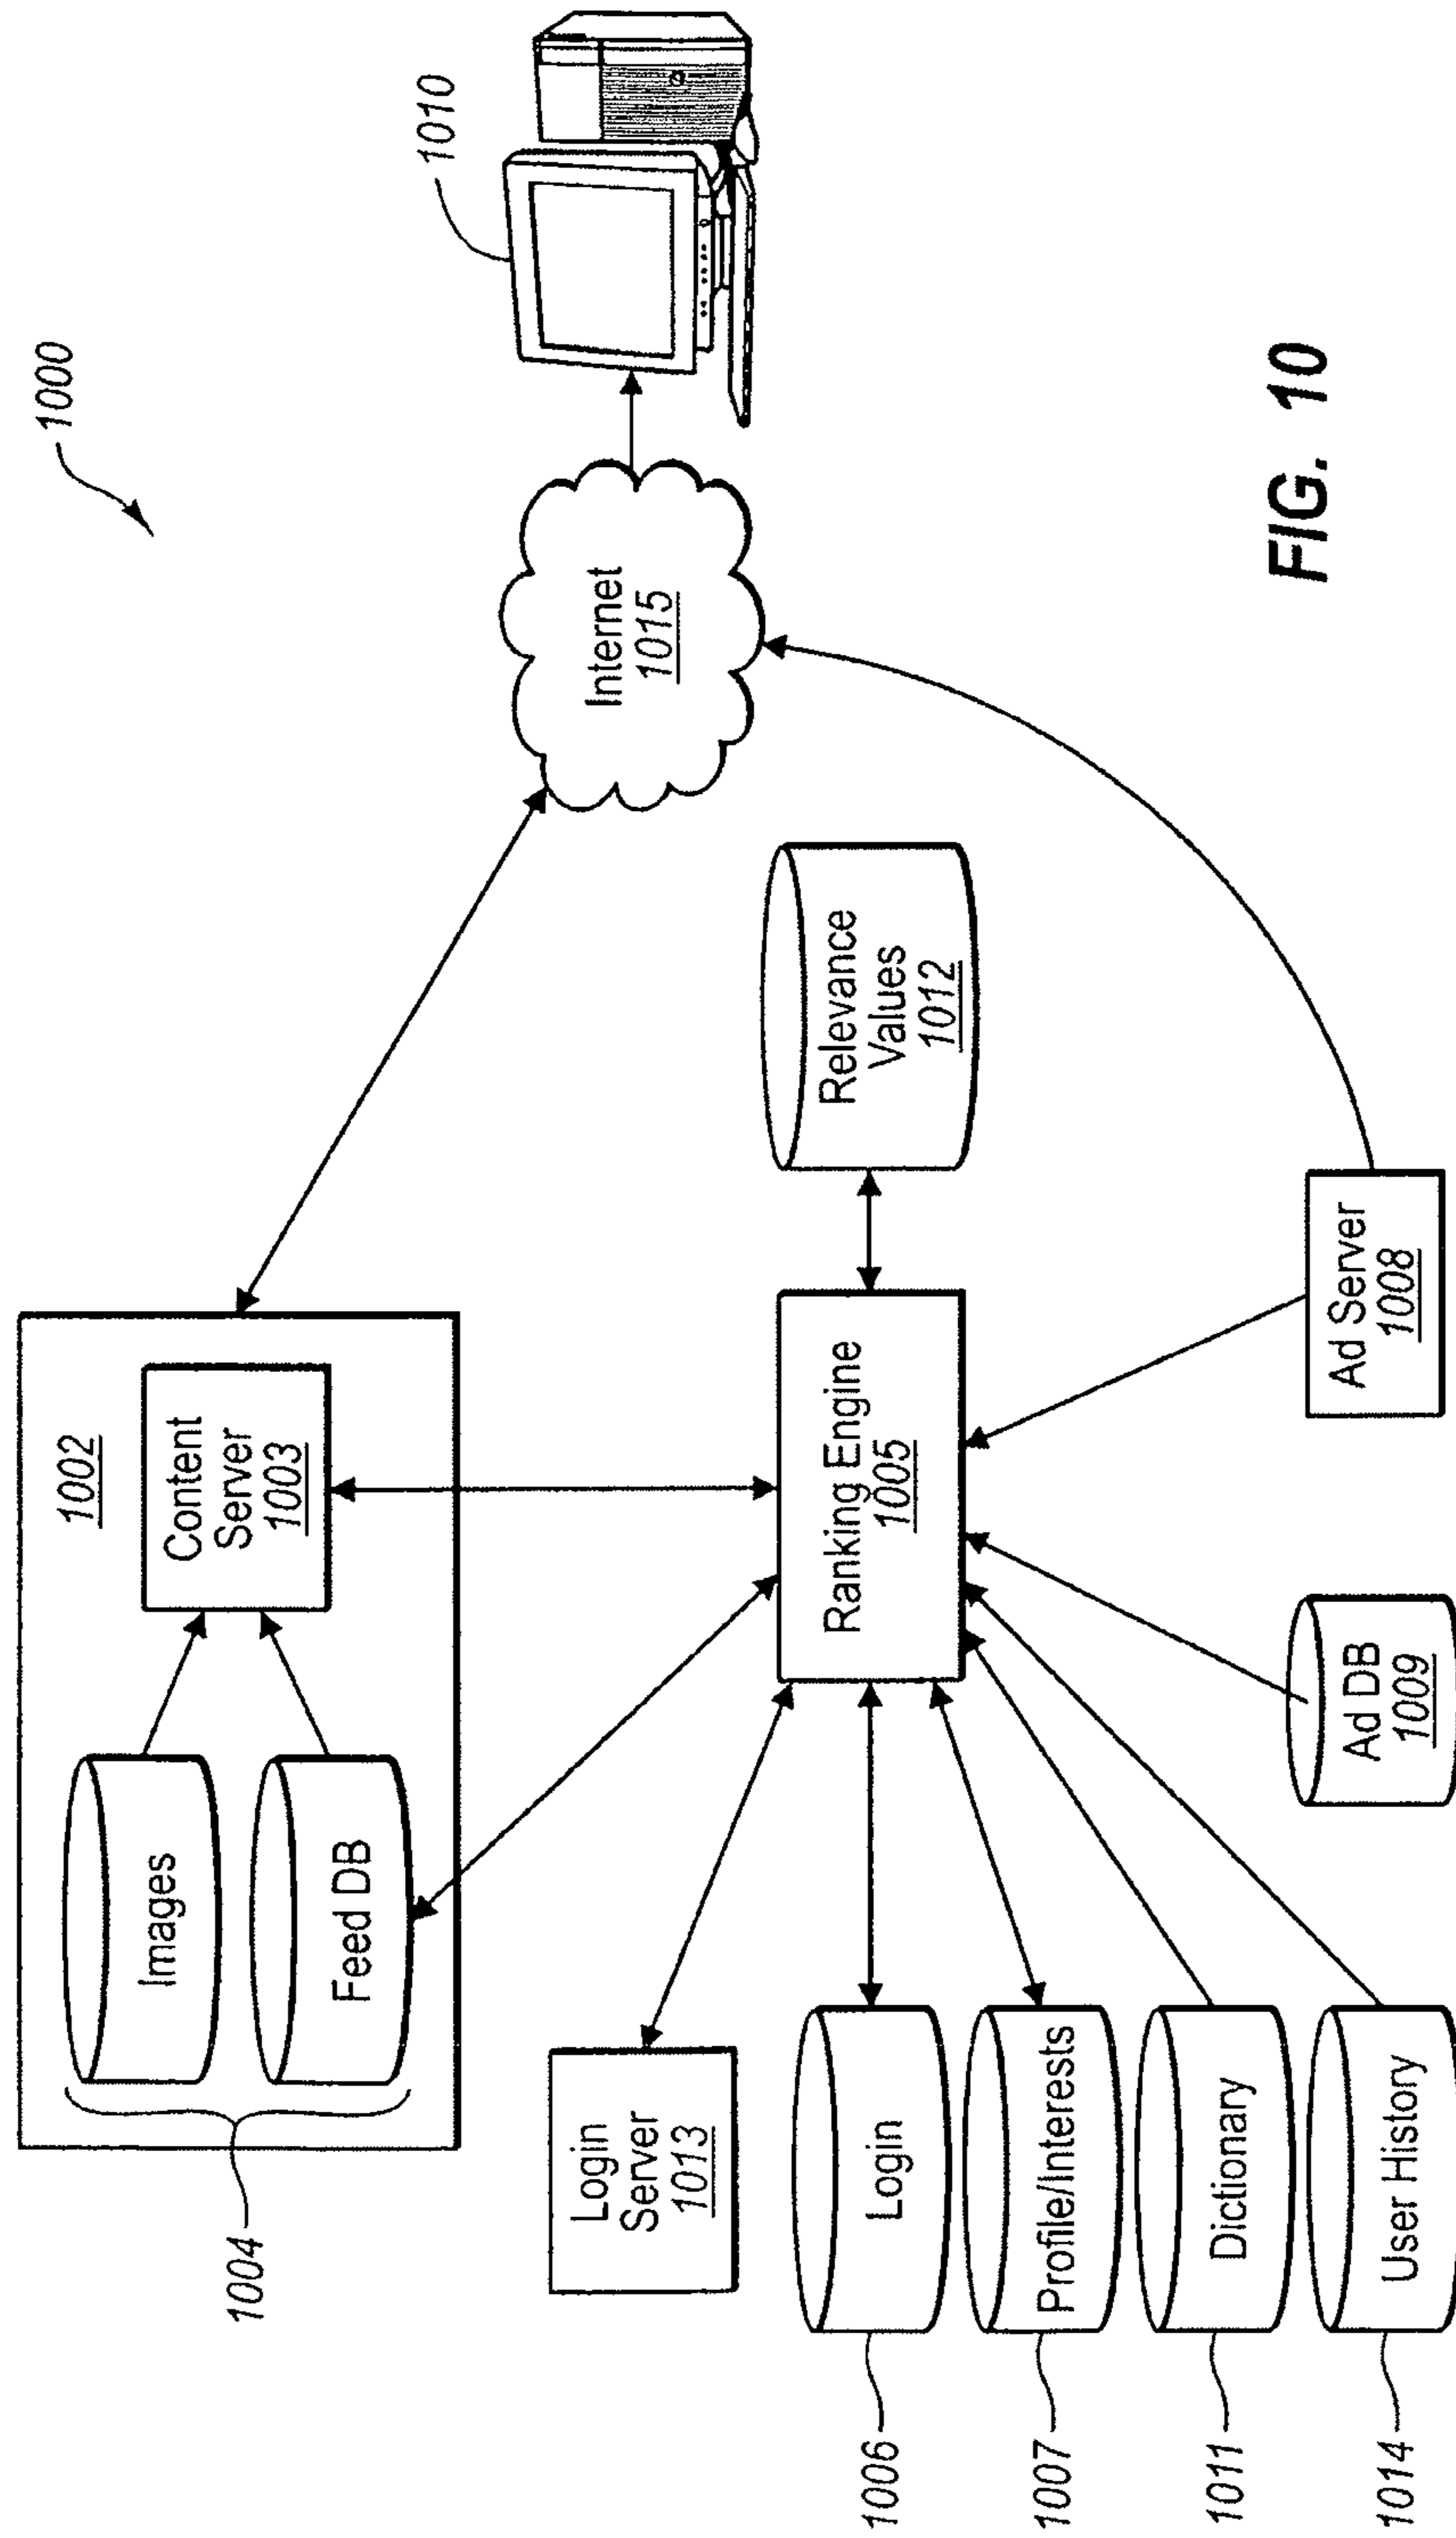 1000
1002
Images
Feed DB
1004
Content
Server
1003
Internet
1015
1010
Login
Server
1013
Ranking Engine
1005
Relevance
Values
1012
1006
Login
1007
Profile/Interests
1011
Dictionary
1014
User History
Ad DB
1009
Ad Server
1008
FIG. 10